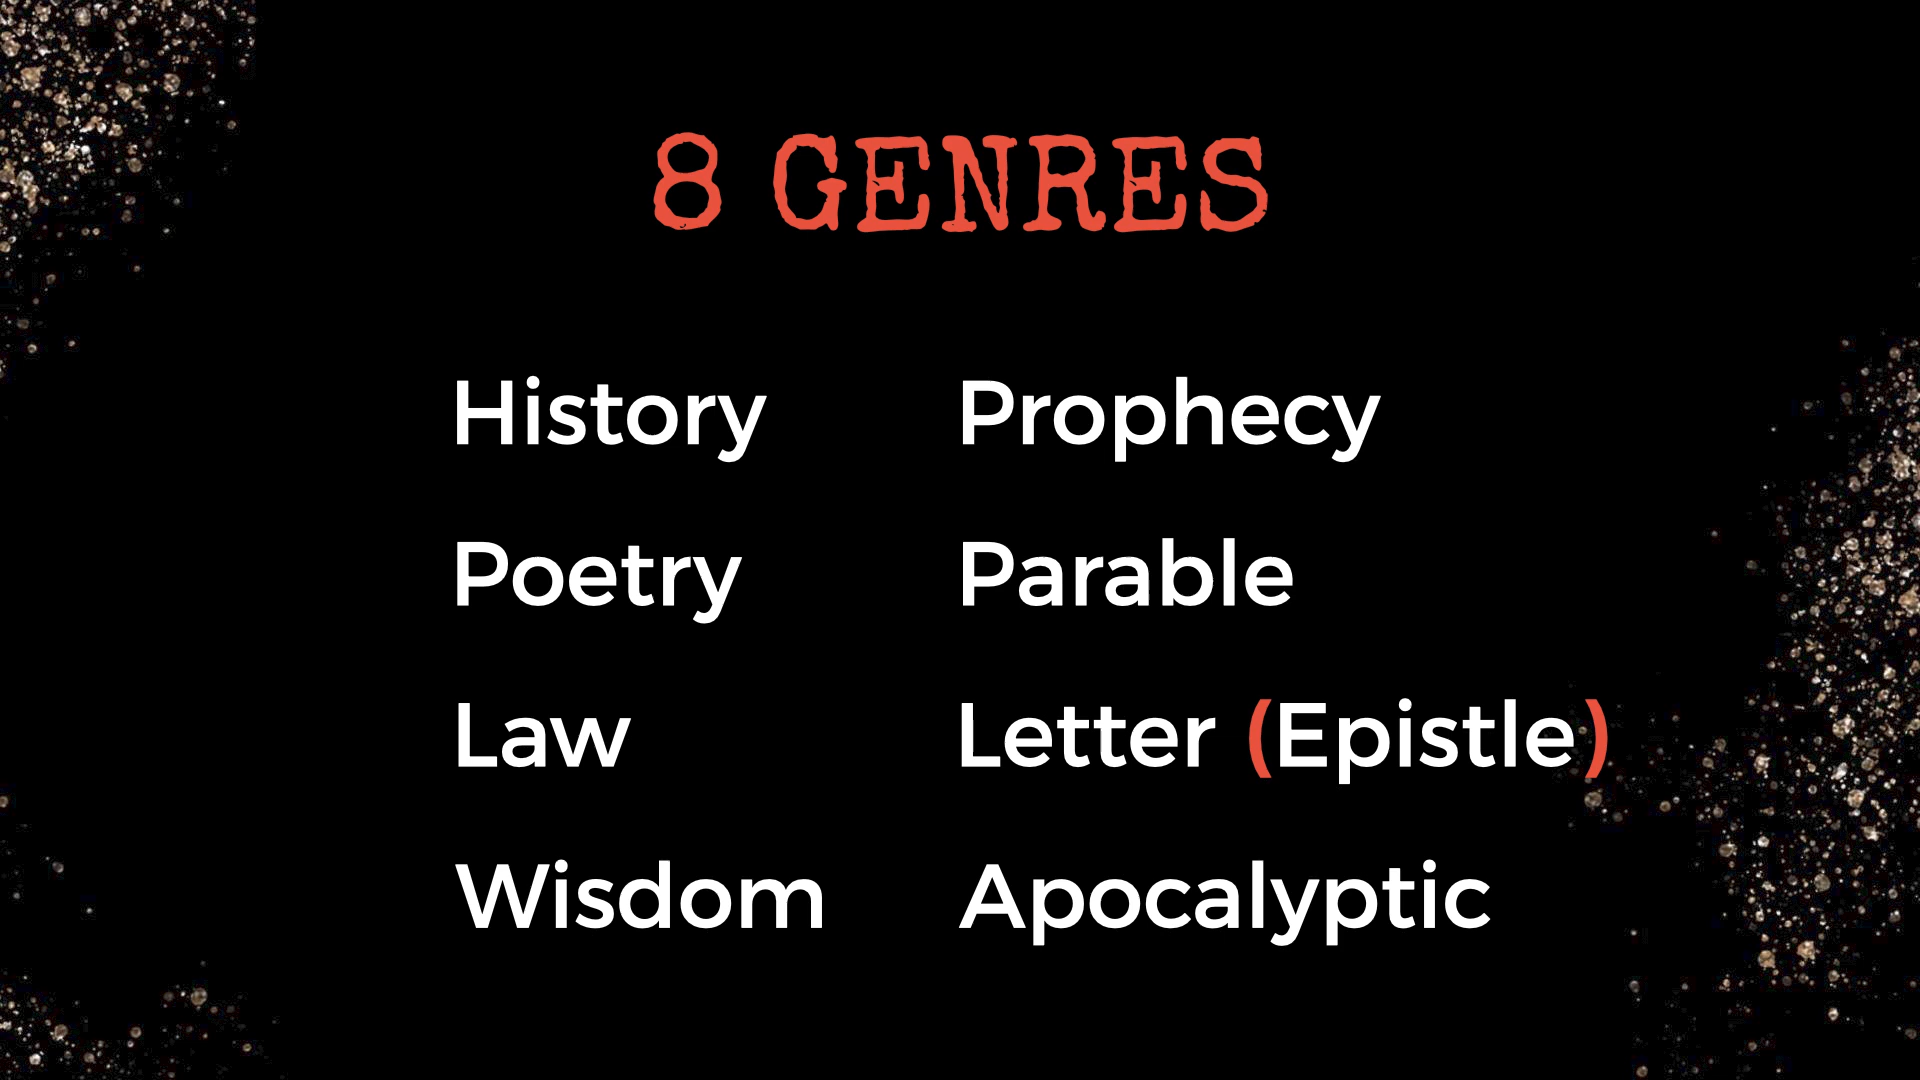 8 GENRES
History
Poetry
Law
Wisdom
Prophecy
Parable
Letter (Epistle)
Apocalyptic